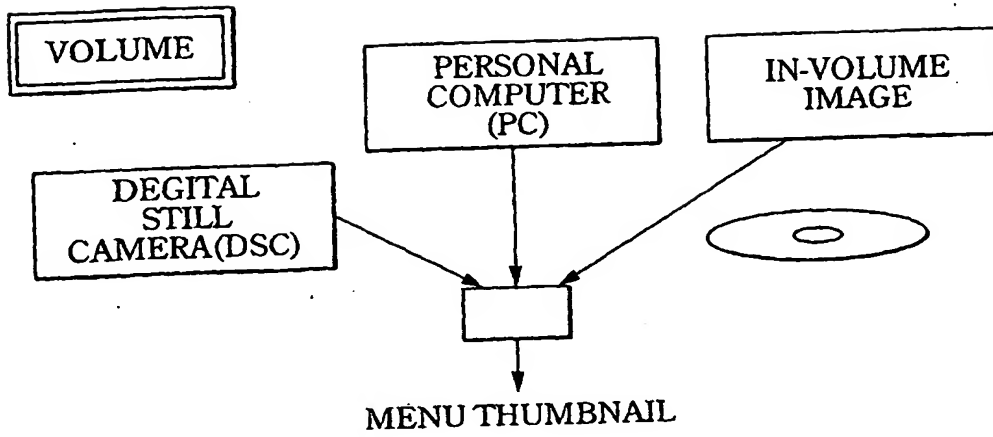 VOLUME
PERSONAL
COMPUTER
(PC)
IN-VOLUME
IMAGE
DEGITAL
STILL
CAMERA(DSC)
MENU THUMBNAIL